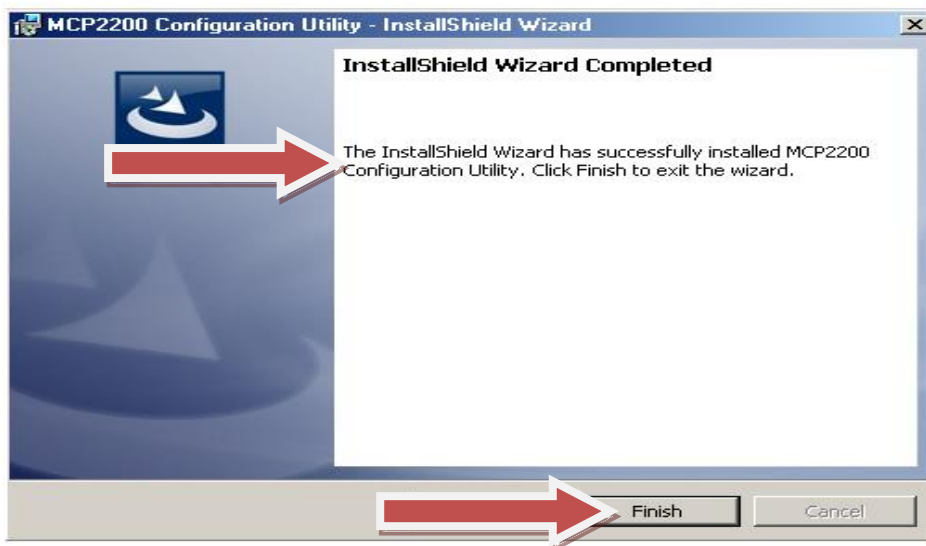 MCP2200 Configuration Utility - InstallShield Wizard
InstallShield Wizard Completed
The InstallShield Wizard has successfully installed MCP2200
Configuration Utility. Click Finish to exit the wizard.
Finish
Cancel